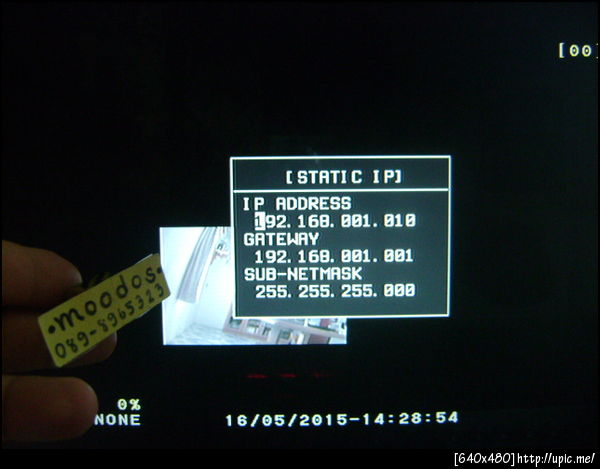 [00]
[STATIC IP]
IP ADDRESS
192.168.001.010
GATEWAY
192.168.001.001
SUB-NETMASK
255.255.255.000
.moodos.
089-8965323
0%
NONE
16/05/2015-14:28:54
[640x480]http://upic.me/